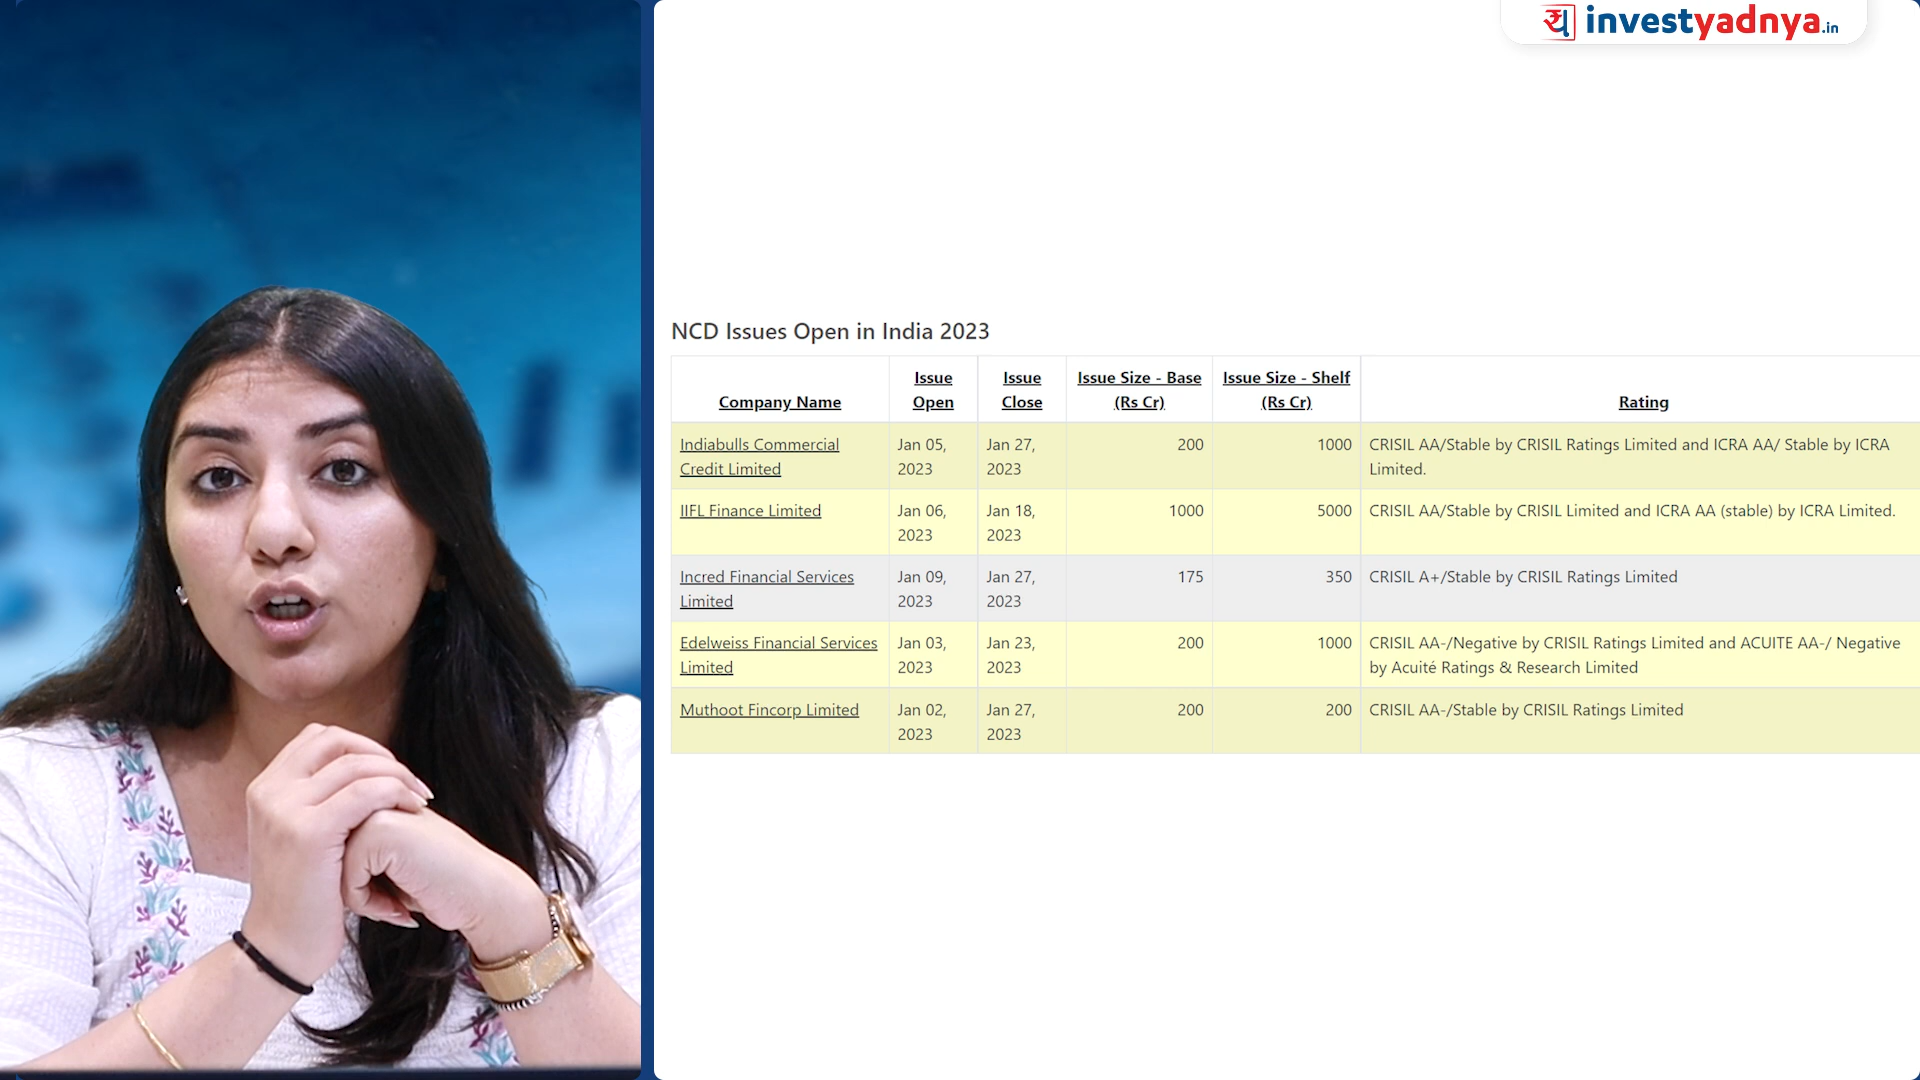 investyadnya.in
NCD Issues Open in India 2023
Company Name
Issue
Open
Issue
Close
Issue Size - Base
(Rs Cr)
Issue Size - Shelf
(Rs Cr)
Rating
Indiabulls Commercial
Credit Limited
Jan 05,
2023
Jan 27,
2023
200
1000
CRISIL AA/Stable by CRISIL Ratings Limited and ICRA AA/ Stable by ICRA
Limited.
IIFL Finance Limited
Jan 06,
2023
Jan 18,
2023
1000
5000
CRISIL AA/Stable by CRISIL Limited and ICRA AA (stable) by ICRA Limited.
Incred Financial Services
Limited
Jan 09,
2023
Jan 27,
2023
175
350
CRISIL A+/Stable by CRISIL Ratings Limited
Edelweiss Financial Services
Limited
Jan 03,
2023
Jan 23,
2023
200
1000
CRISIL AA-/Negative by CRISIL Ratings Limited and ACUITE AA-/ Negative
by Acuité Ratings & Research Limited
Muthoot Fincorp Limited
Jan 02,
2023
Jan 27,
2023
200
200
CRISIL AA-/Stable by CRISIL Ratings Limited